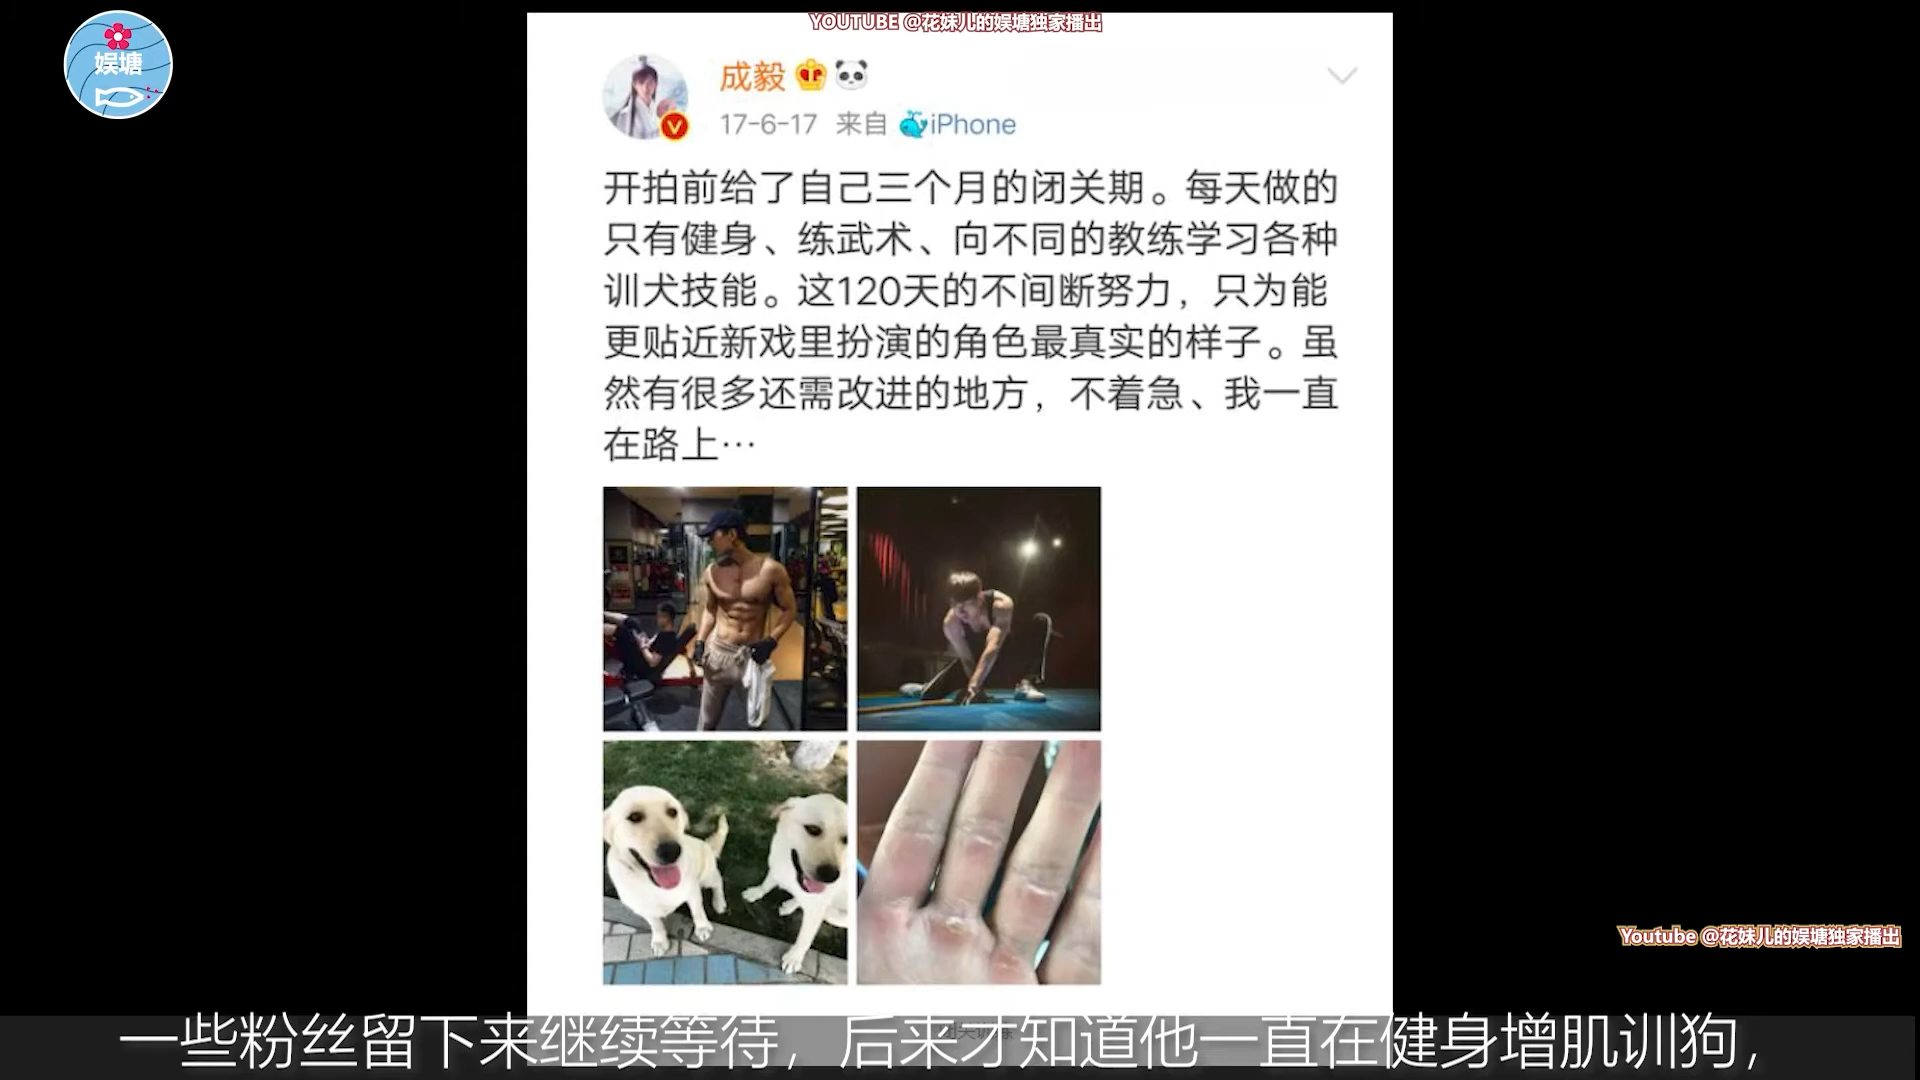 YOUTUBE @花妹儿的娱塘独家播出
娱塘
成毅
17-6-17 来自 iPhone
开拍前给了自己三个月的闭关期。每天做的
只有健身、练武术、向不同的教练学习各种
训犬技能。这120天的不间断努力，只为能
更贴近新戏里扮演的角色最真实的样子。虽
然有很多还需改进的地方，不着急、我一直
在路上…
Youtube @花妹儿的娱塘独家播出
一些粉丝留下来继续等待，后来才知道他一直在健身增肌训狗，